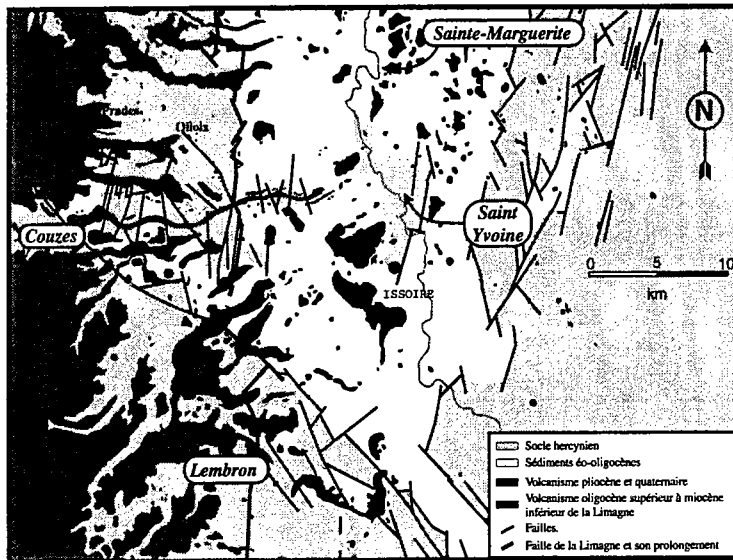 Sainte-Marguerite
Prades
Olloix
N
Couzes
Saint
Yvoine
ISSOIRE
0 5 10
km
Lembron
Socle hercynien
Sédiments éo-oligocènes
Volcanisme pliocène et quaternaire
Volcanisme oligocène supérieur à miocène
inférieur de la Limagne
Failles.
Faille de la Limagne et son prolongement